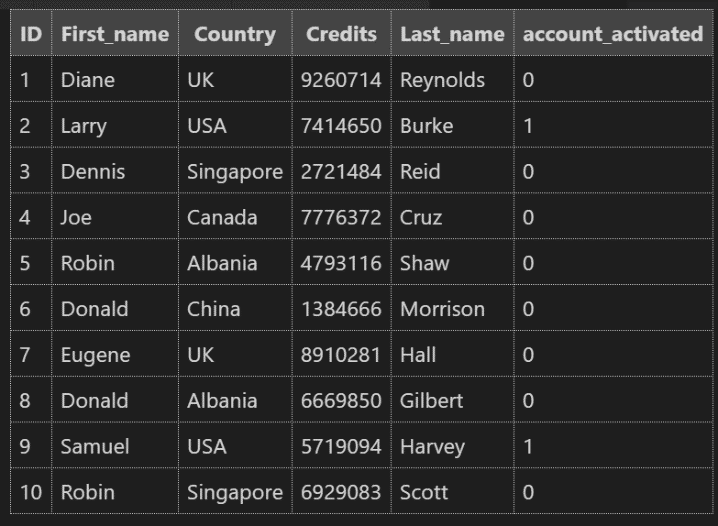 ID First_name Country Credits Last_name account_activated
1 Diane UK 9260714 Reynolds 0
2 Larry USA 7414650 Burke 1
3 Dennis Singapore 2721484 Reid 0
4 Joe Canada 7776372 Cruz 0
5 Robin Albania 4793116 Shaw 0
6 Donald China 1384666 Morrison 0
7 Eugene UK 8910281 Hall 0
8 Donald Albania 6669850 Gilbert 0
9 Samuel USA 5719094 Harvey 1
10 Robin Singapore 6929083 Scott 0